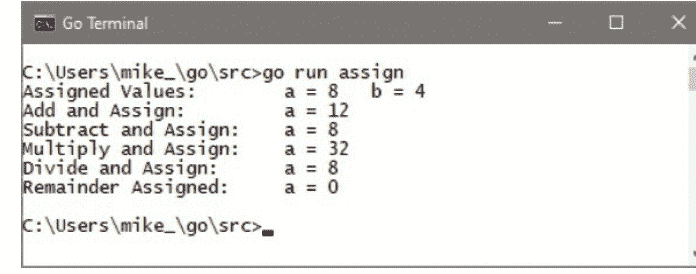 Go Terminal
C:\Users\mike_\go\src>go run assign
Assigned Values: a = 8 b = 4
Add and Assign: a = 12
Subtract and Assign: a = 8
Multiply and Assign: a = 32
Divide and Assign: a = 8
Remainder Assigned: a = 0
C:\Users\mike_\go\src>